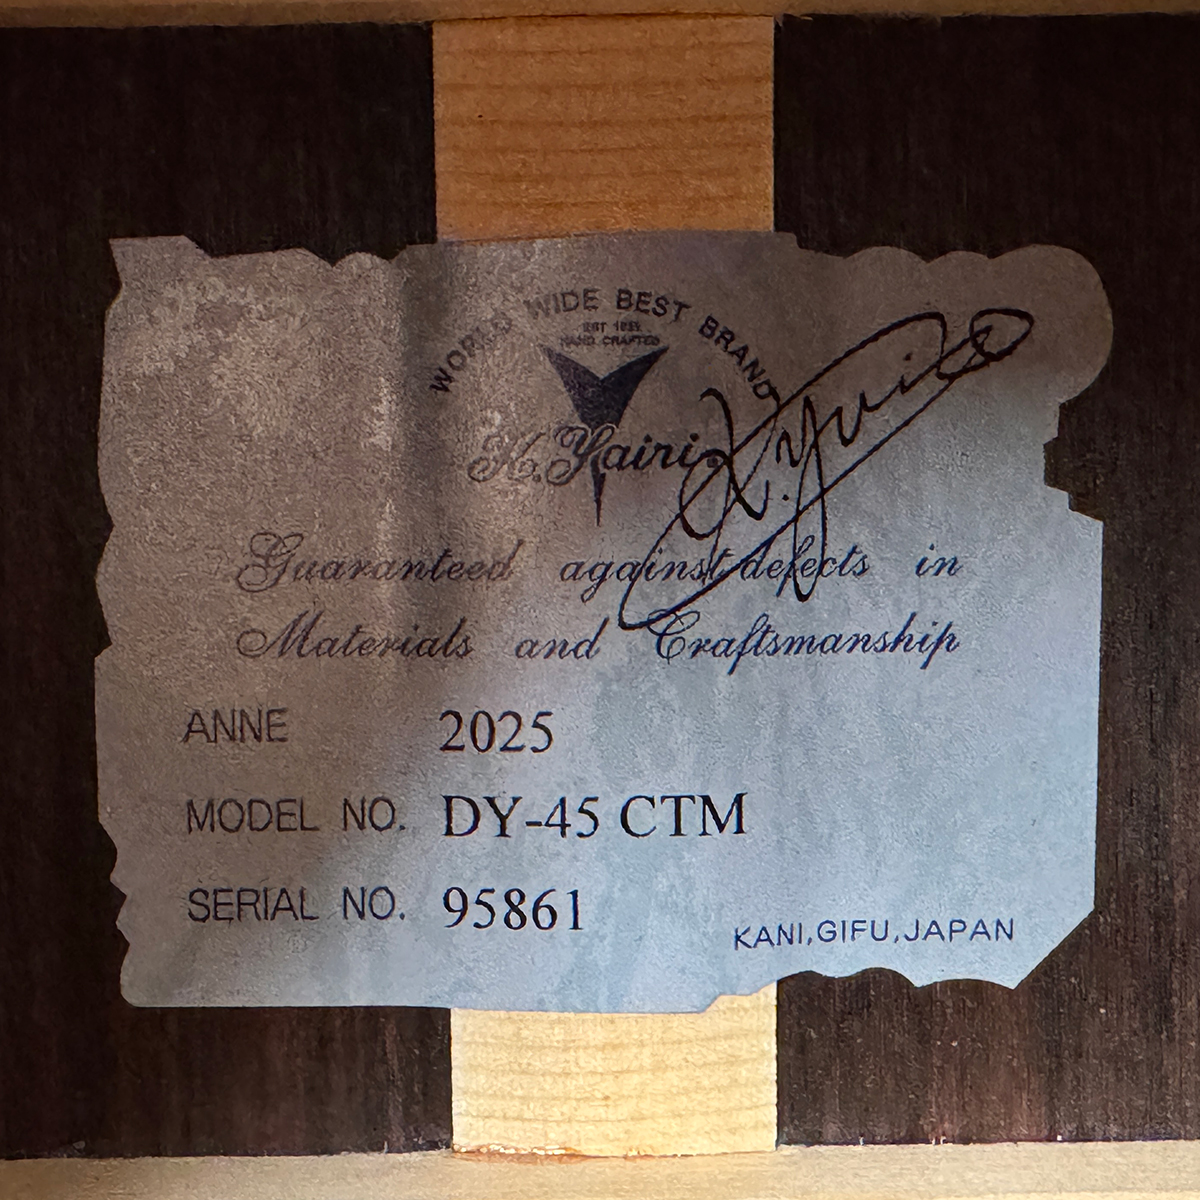 WORLD WIDE BEST BRAND
EST 1935
HAND CRAFTED
K.Yairi
K.Yairi
Guaranteed against defects in
Materials and Craftsmanship
ANNE 2025
MODEL NO. DY-45 CTM
SERIAL NO. 95861
KANI,GIFU,JAPAN